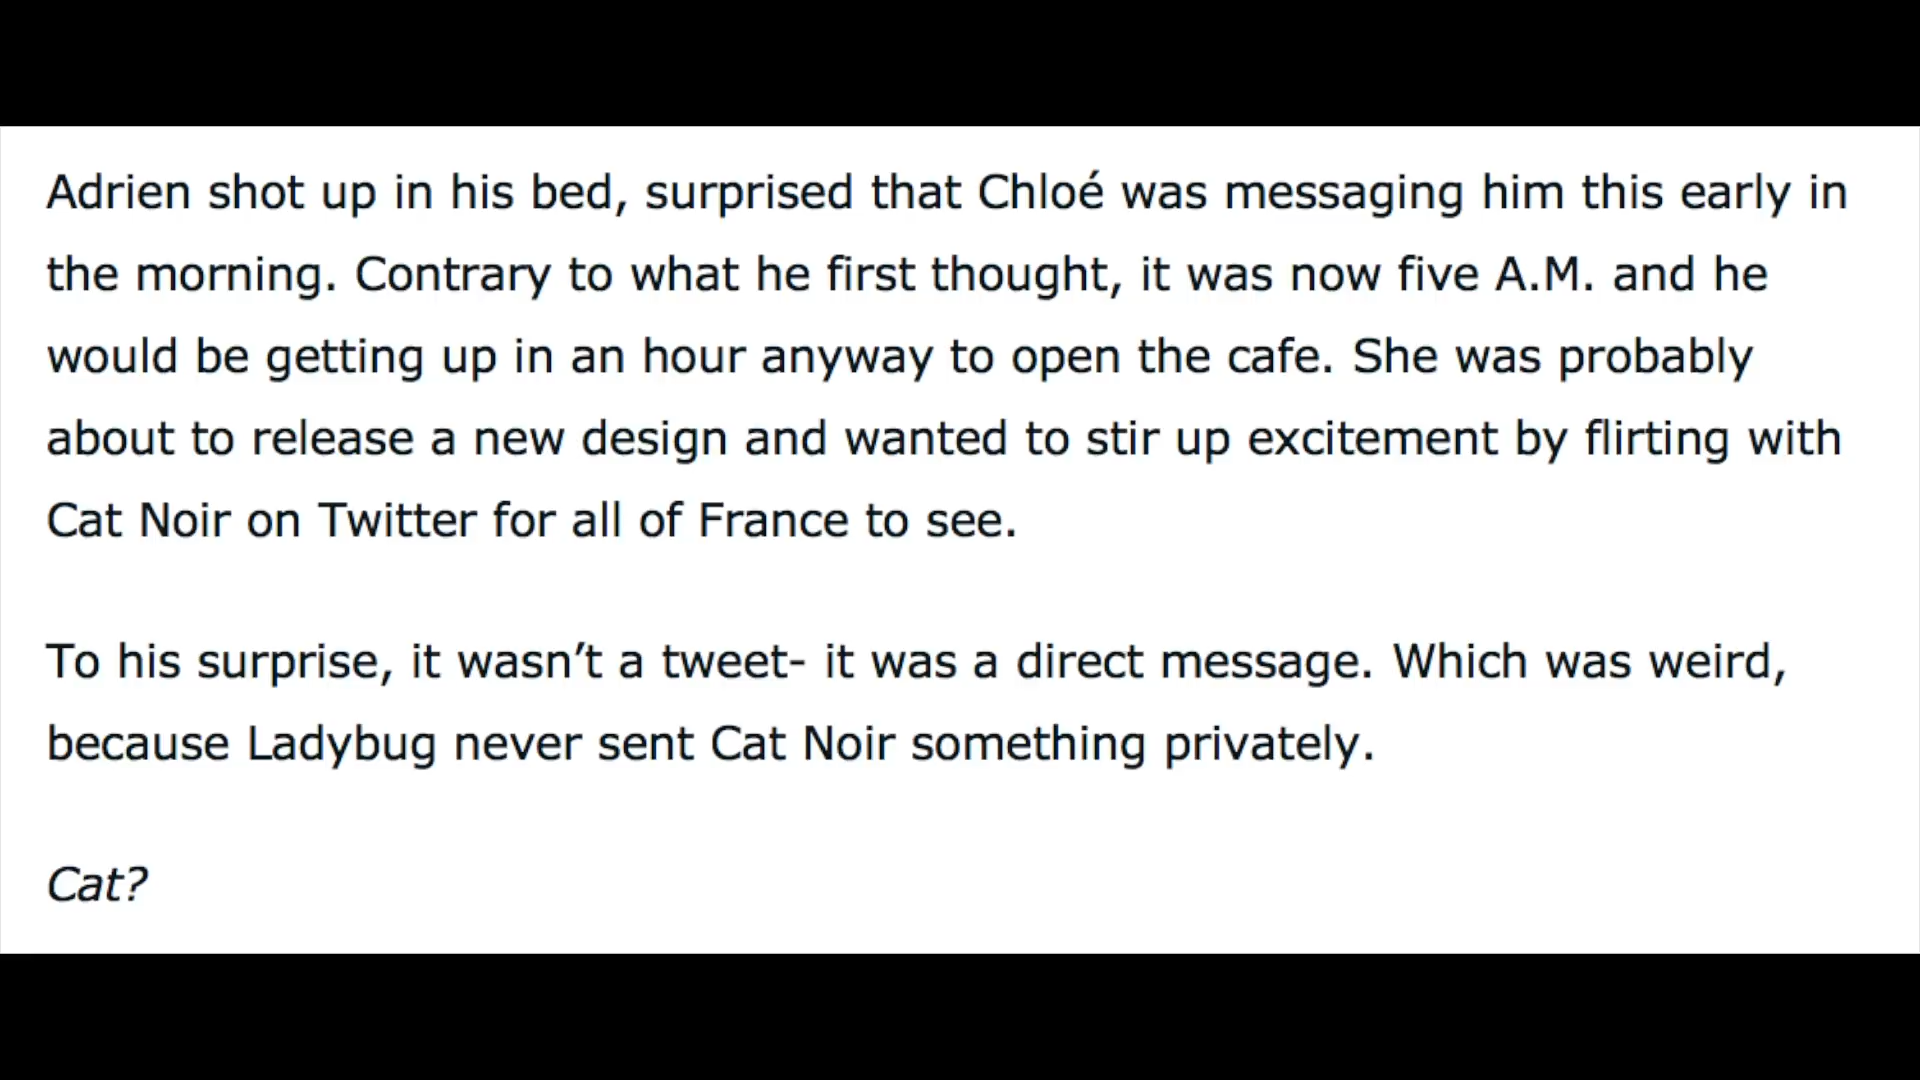 Adrien shot up in his bed, surprised that Chloé was messaging him this early in
the morning. Contrary to what he first thought, it was now five A.M. and he
would be getting up in an hour anyway to open the cafe. She was probably
about to release a new design and wanted to stir up excitement by flirting with
Cat Noir on Twitter for all of France to see.
To his surprise, it wasn’t a tweet- it was a direct message. Which was weird,
because Ladybug never sent Cat Noir something privately.
Cat?